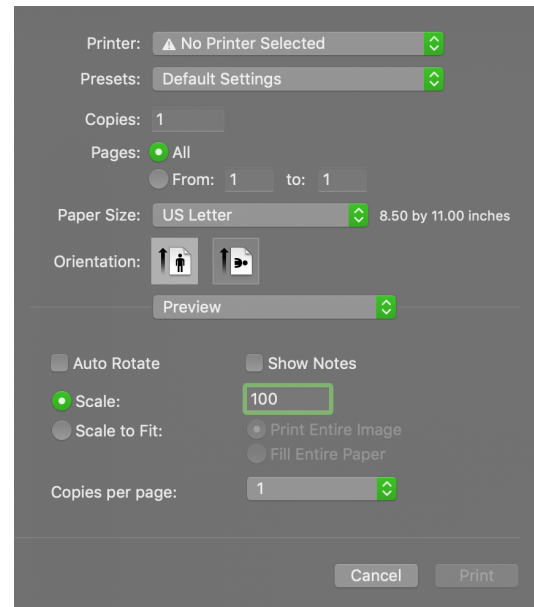 Printer: No Printer Selected
Presets: Default Settings
Copies: 1
Pages: All
From: 1 to: 1
Paper Size: US Letter 8.50 by 11.00 inches
Orientation:
Preview
Auto Rotate Show Notes
Scale: 100
Scale to Fit: Print Entire Image
Fill Entire Paper
Copies per page: 1
Cancel Print